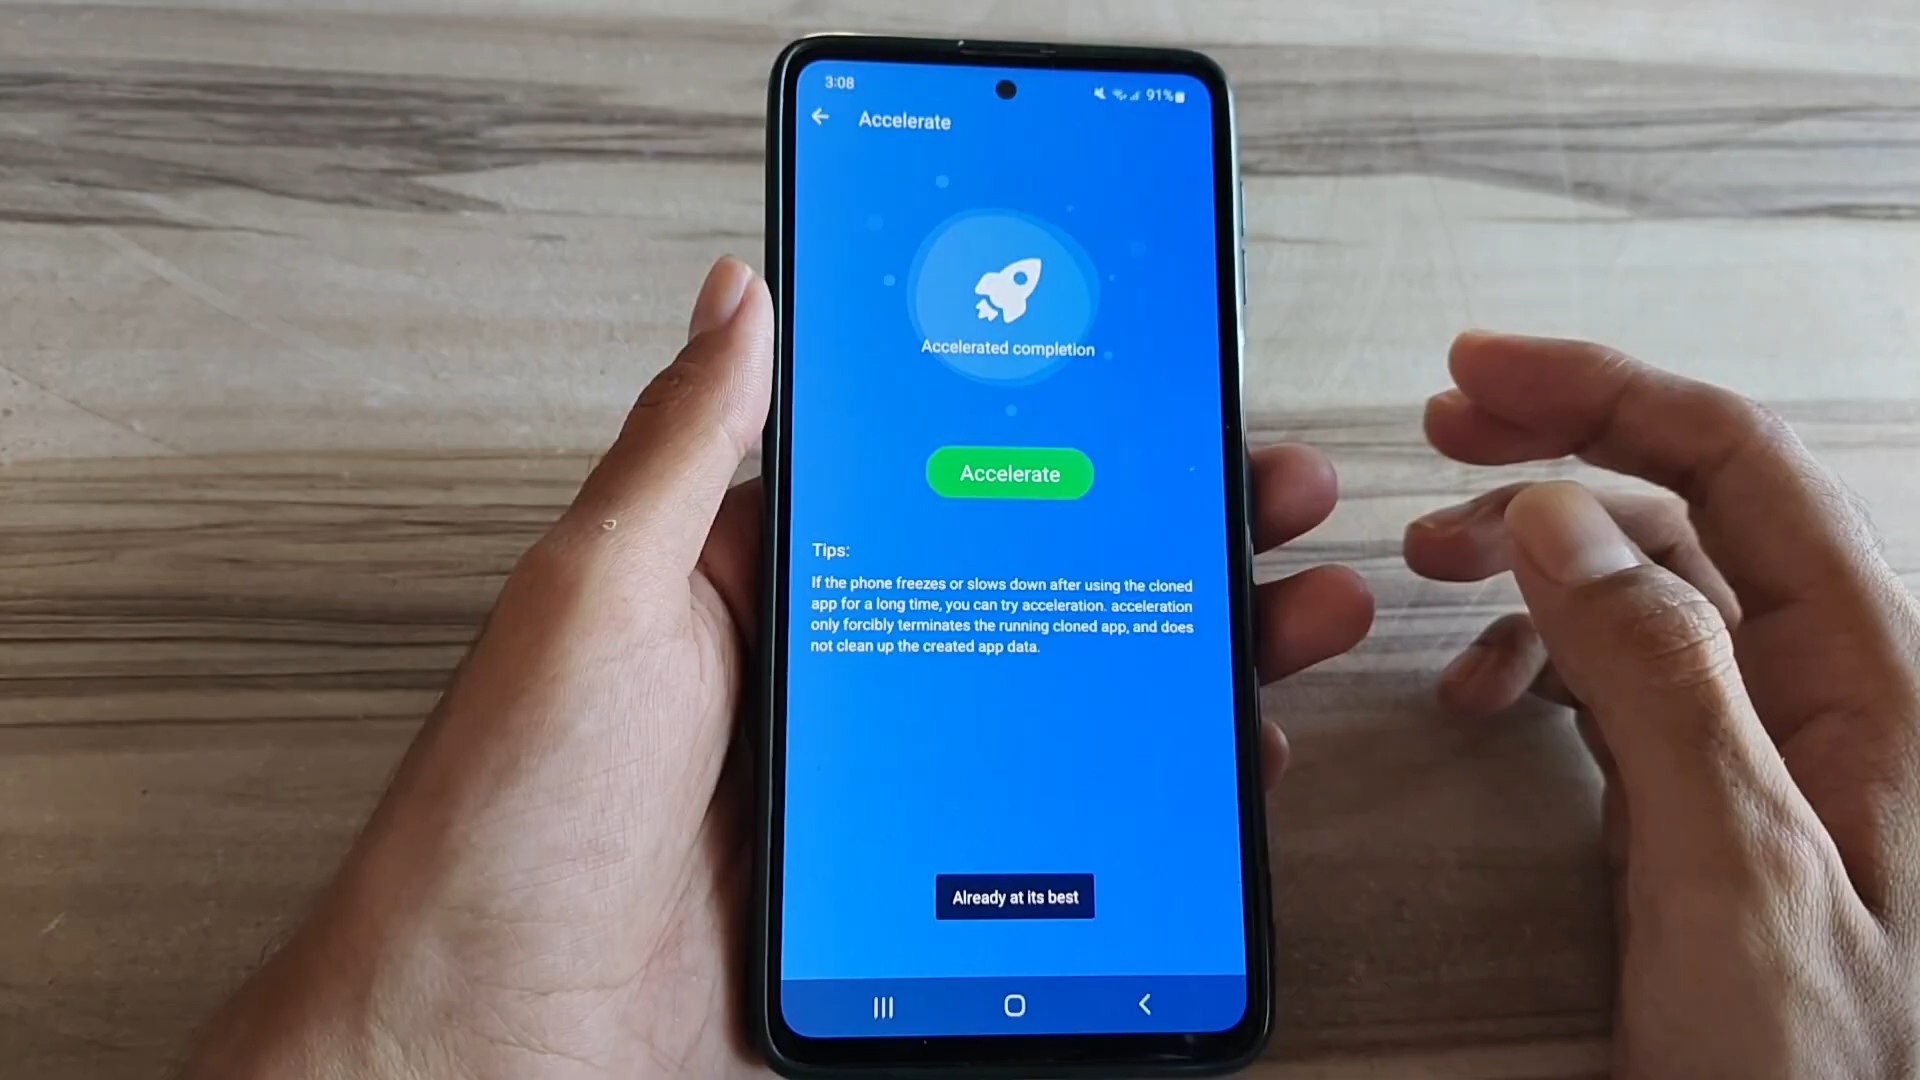 3:08
91%
Accelerate
Accelerated completion
Accelerate
Tips:
If the phone freezes or slows down after using the cloned
app for a long time, you can try acceleration. acceleration
only forcibly terminates the running cloned app, and does
not clean up the created app data.
Already at its best